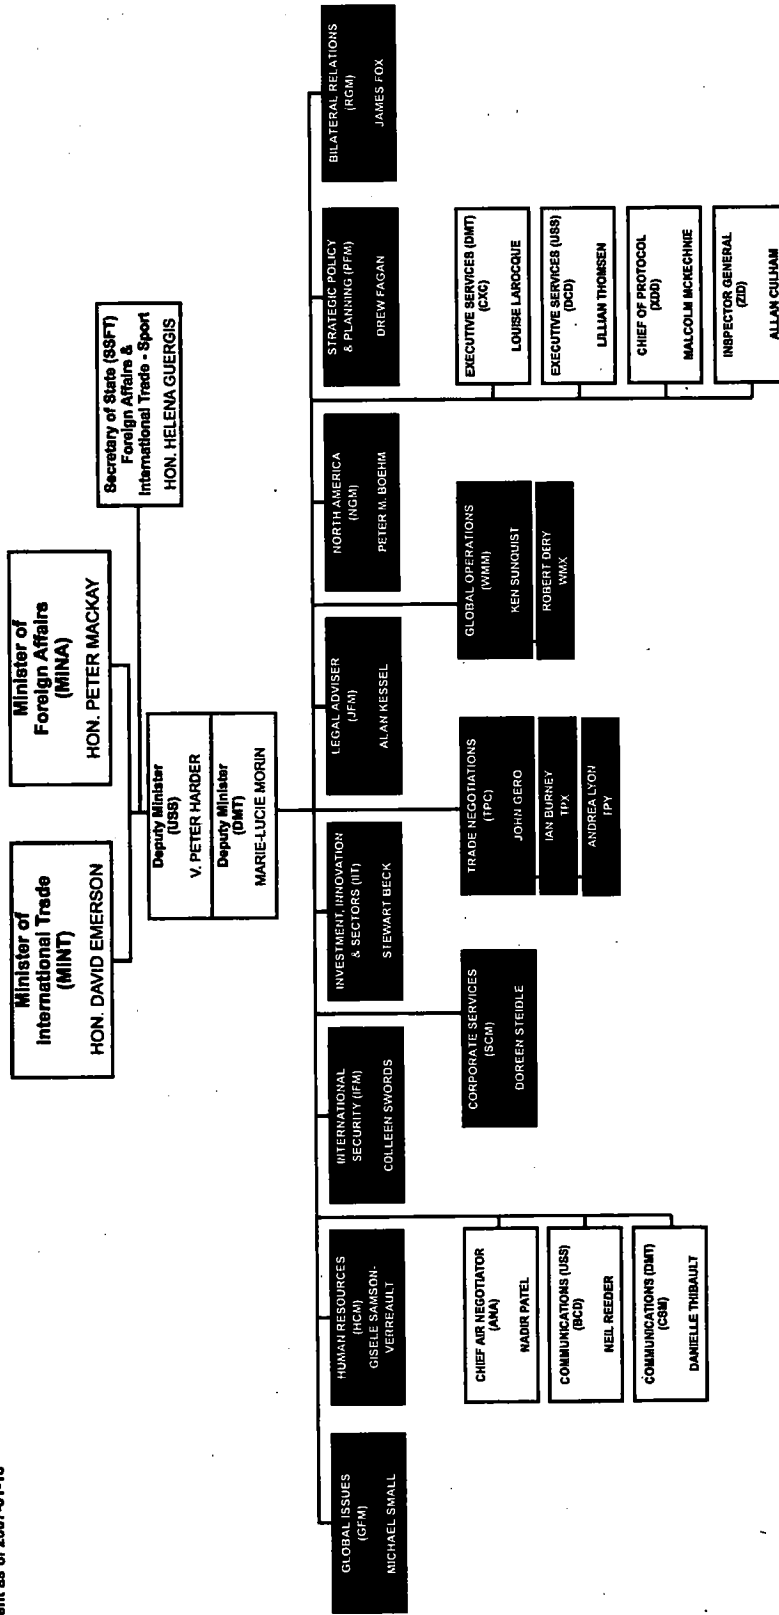 ent as of 2007-01-10
Minister of
International Trade
(MINT)
HON. DAVID EMERSON
Minister of
Foreign Affairs
(MINA)
HON. PETER MACKAY
Secretary of State (SSFT)
Foreign Affairs &
International Trade - Sport
HON. HELENA GUERGIS
Deputy Minister
(USS)
V. PETER HARDER
Deputy Minister
(DMT)
MARIE-LUCIE MORIN
GLOBAL ISSUES
(GFM)
MICHAEL SMALL
HUMAN RESOURCES
(HCM)
GISELE SAMSON-
VERREAULT
INTERNATIONAL
SECURITY (IFM)
COLLEEN SWORDS
INVESTMENT, INNOVATION
& SECTORS (IIT)
STEWART BECK
LEGAL ADVISER
(JFM)
ALAN KESSEL
NORTH AMERICA
(NGM)
PETER M. BOEHM
STRATEGIC POLICY
& PLANNING (PFM)
DREW FAGAN
BILATERAL RELATIONS
(RGM)
JAMES FOX
CHIEF AIR NEGOTIATOR
(ANA)
NADIR PATEL
COMMUNICATIONS (USS)
(BCD)
NEIL REEDER
COMMUNICATIONS (DMT)
(CSM)
DANIELLE THIBAULT
CORPORATE SERVICES
(SCM)
DOREEN STEIDLE
TRADE NEGOTIATIONS
(TPC)
JOHN GERO
IAN BURNEY
TPX
ANDREA LYON
TPY
GLOBAL OPERATIONS
(WMM)
KEN SUNQUIST
ROBERT DERY
WMX
EXECUTIVE SERVICES (DMT)
(CXC)
LOUISE LAROCQUE
EXECUTIVE SERVICES (USS)
(DCD)
LILLIAN THOMSEN
CHIEF OF PROTOCOL
(XDD)
MALCOLM MCKECHNIE
INSPECTOR GENERAL
(ZID)
ALLAN CULHAM